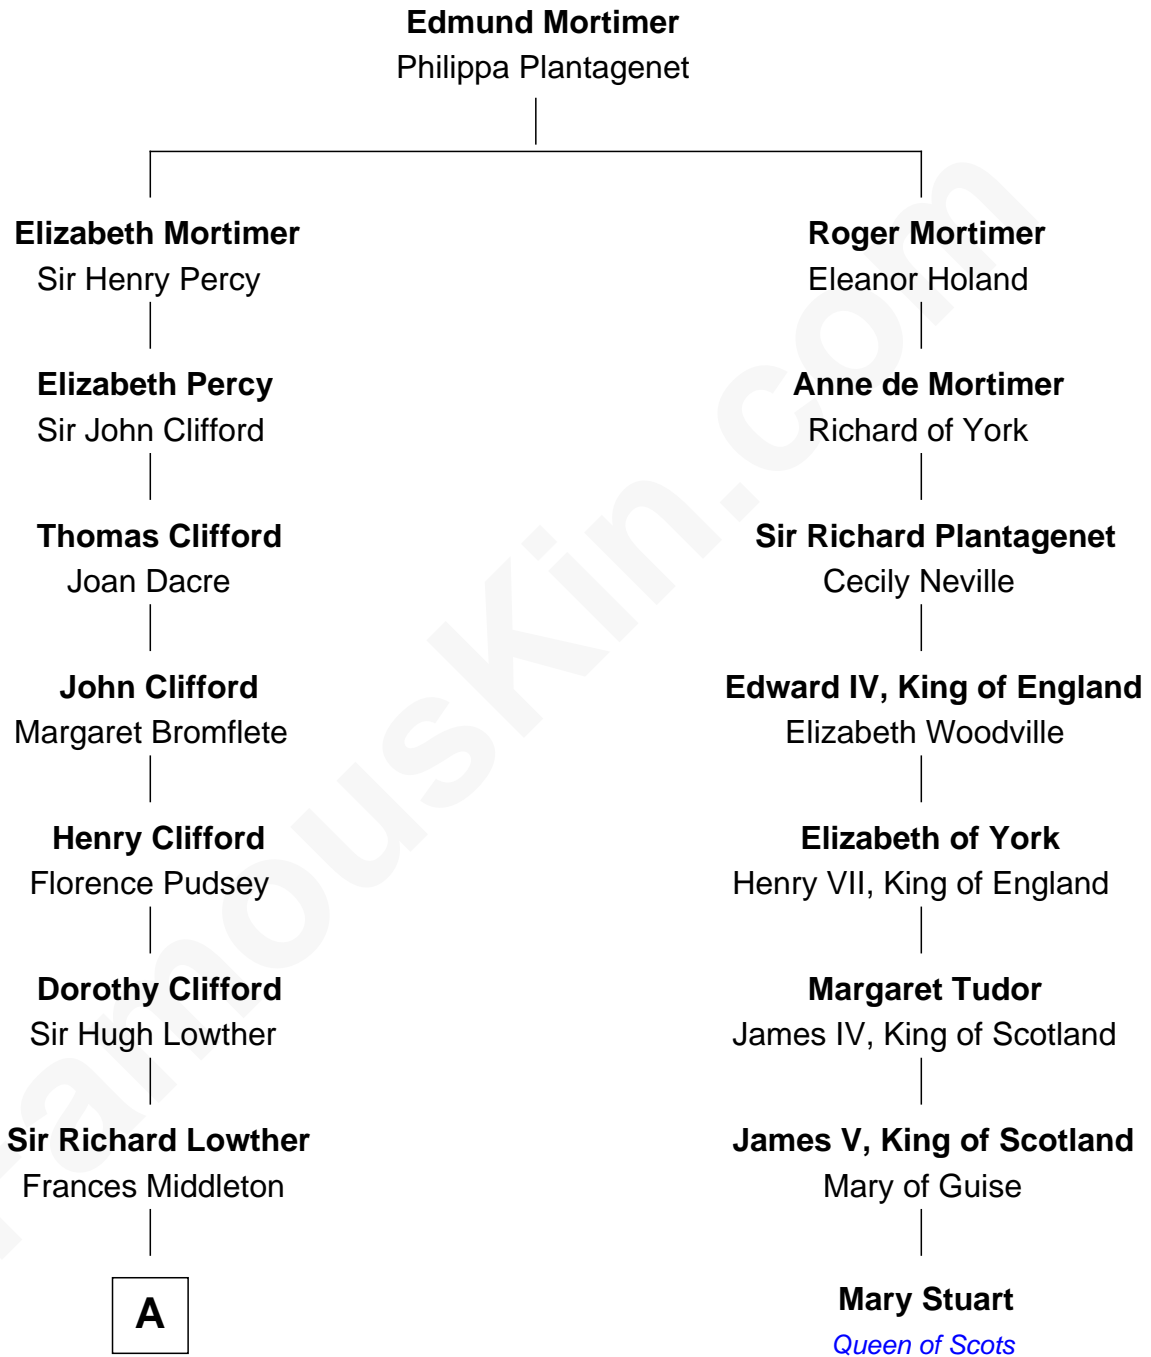 Edmund Mortimer
Philippa Plantagenet
Elizabeth Mortimer
Sir Henry Percy
Roger Mortimer
Eleanor Holand
Elizabeth Percy
Sir John Clifford
Anne de Mortimer
Richard of York
Thomas Clifford
Joan Dacre
Sir Richard Plantagenet
Cecily Neville
John Clifford
Margaret Bromflete
Edward IV, King of England
Elizabeth Woodville
Henry Clifford
Florence Pudsey
Elizabeth of York
Henry VII, King of England
Dorothy Clifford
Sir Hugh Lowther
Margaret Tudor
James IV, King of Scotland
Sir Richard Lowther
Frances Middleton
James V, King of Scotland
Mary of Guise
A
Mary Stuart
Queen of Scots
FamousKin.com